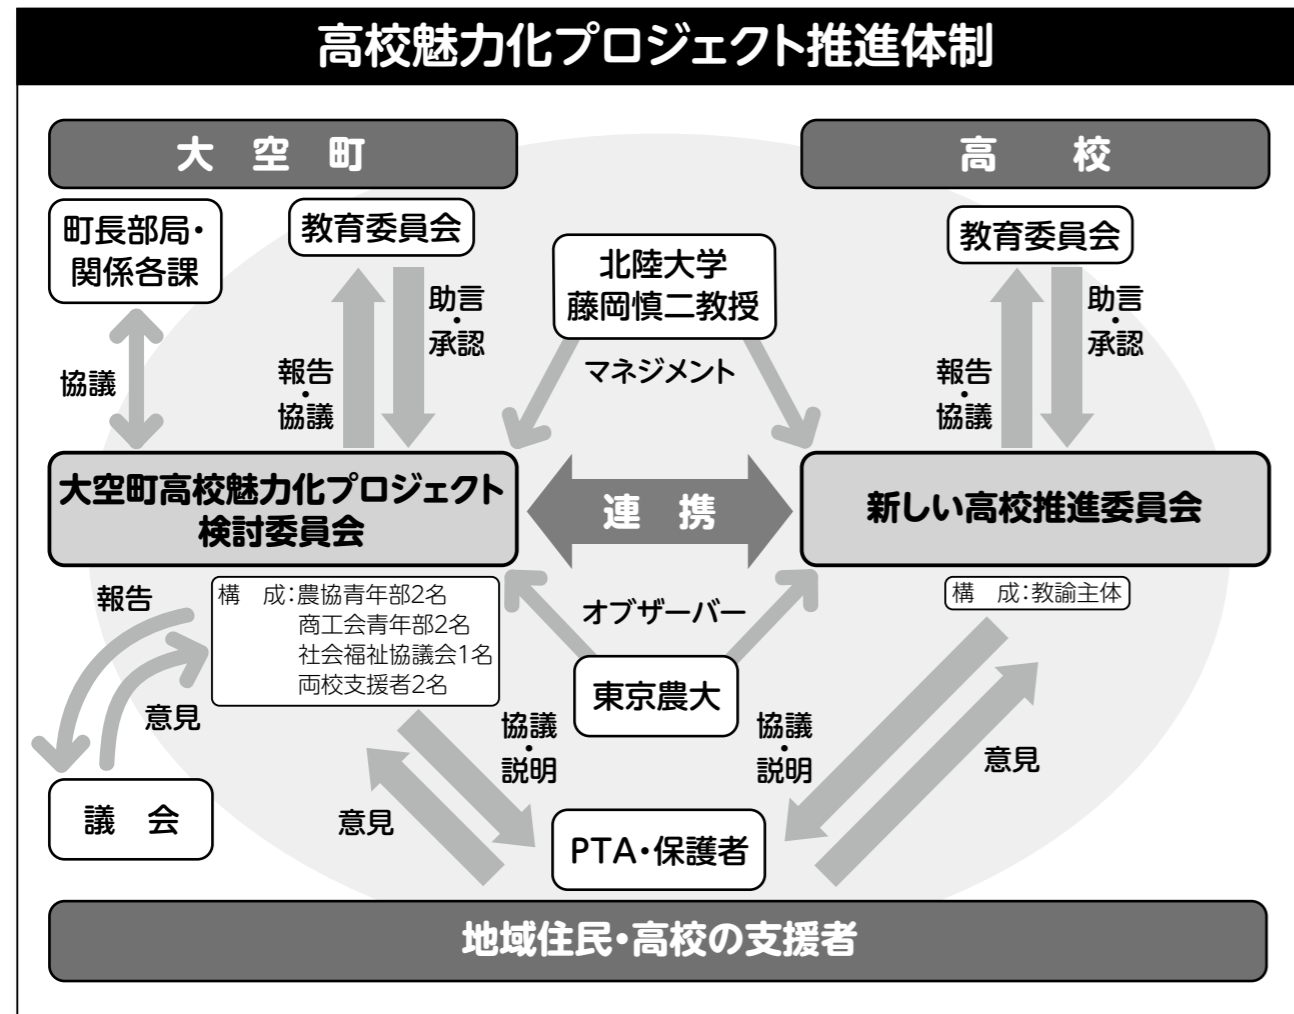 高校魅力化プロジェクト推進体制
大　空　町
高　　校
町長部局・
関係各課
教育委員会
北陸大学
藤岡慎二教授
教育委員会
協議
報告
・
協議
助言
・
承認
マネジメント
報告
・
協議
助言
・
承認
大空町高校魅力化プロジェクト
検討委員会
連　携
新しい高校推進委員会
構　成：農協青年部2名
商工会青年部2名
社会福祉協議会1名
両校支援者2名
オブザーバー
構　成：教諭主体
報告
意見
東京農大
議　会
意見
協議
・
説明
協議
・
説明
意見
PTA・保護者
地域住民・高校の支援者